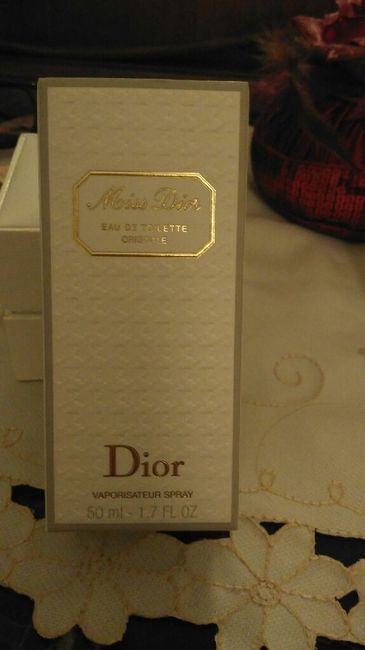 Miss Dior
EAU DE TOILETTE
ORIGINALE
Dior
VAPORISATEUR SPRAY
50 ml - 1.7 FL OZ